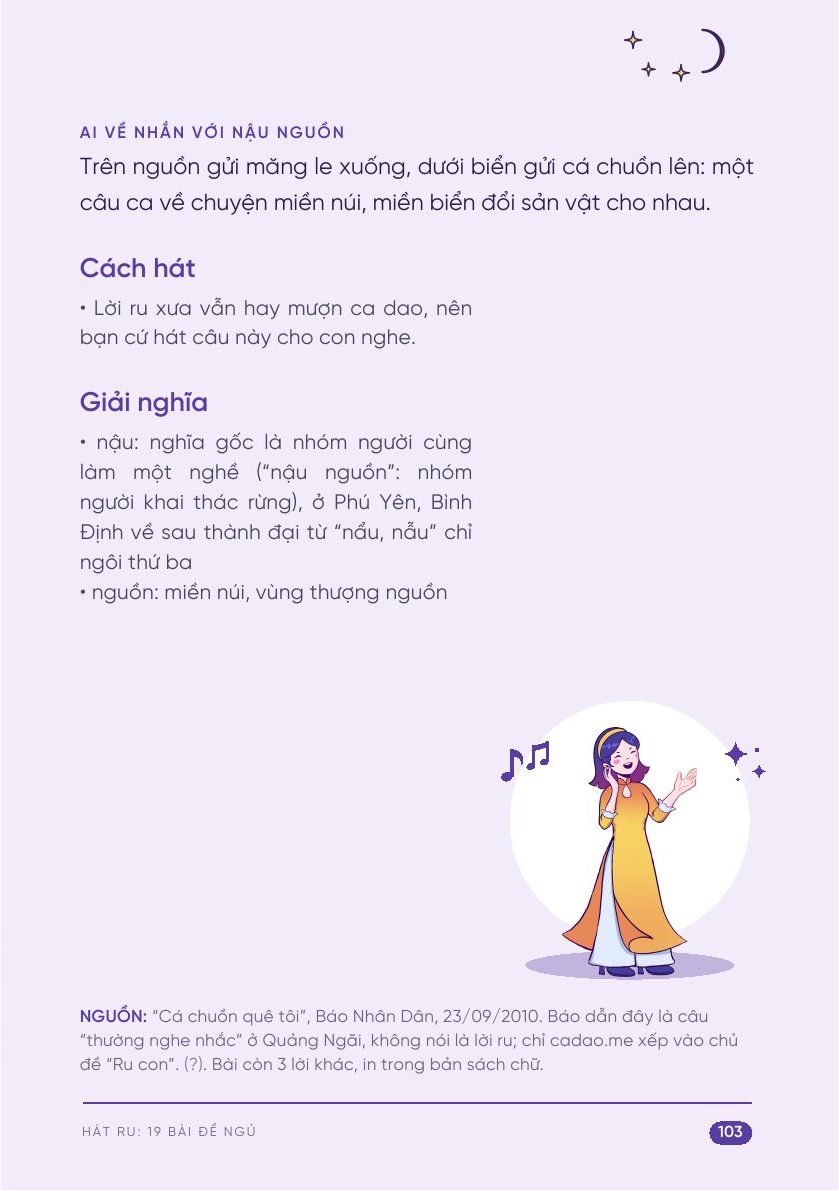 AI VỀ NHẮN VỚI NẬU NGUỒN
Trên nguồn gửi măng le xuống, dưới biển gửi cá chuồn lên: một
câu ca về chuyện miền núi, miền biển đổi sản vật cho nhau.
Cách hát
• Lời ru xưa vẫn hay mượn ca dao, nên
bạn cứ hát câu này cho con nghe.
Giải nghĩa
• nậu: nghĩa gốc là nhóm người cùng
làm một nghề (“nậu nguồn”: nhóm
người khai thác rừng), ở Phú Yên, Bình
Định về sau thành đại từ “nẩu, nẫu” chỉ
ngôi thứ ba
• nguồn: miền núi, vùng thượng nguồn
NGUỒN: “Cá chuồn quê tôi”, Báo Nhân Dân, 23/09/2010. Báo dẫn đây là câu
“thường nghe nhắc” ở Quảng Ngãi, không nói là lời ru; chỉ cadao.me xếp vào chủ
đề “Ru con”. (?). Bài còn 3 lời khác, in trong bản sách chữ.
HÁT RU: 19 BÀI ĐỂ NGỦ
103